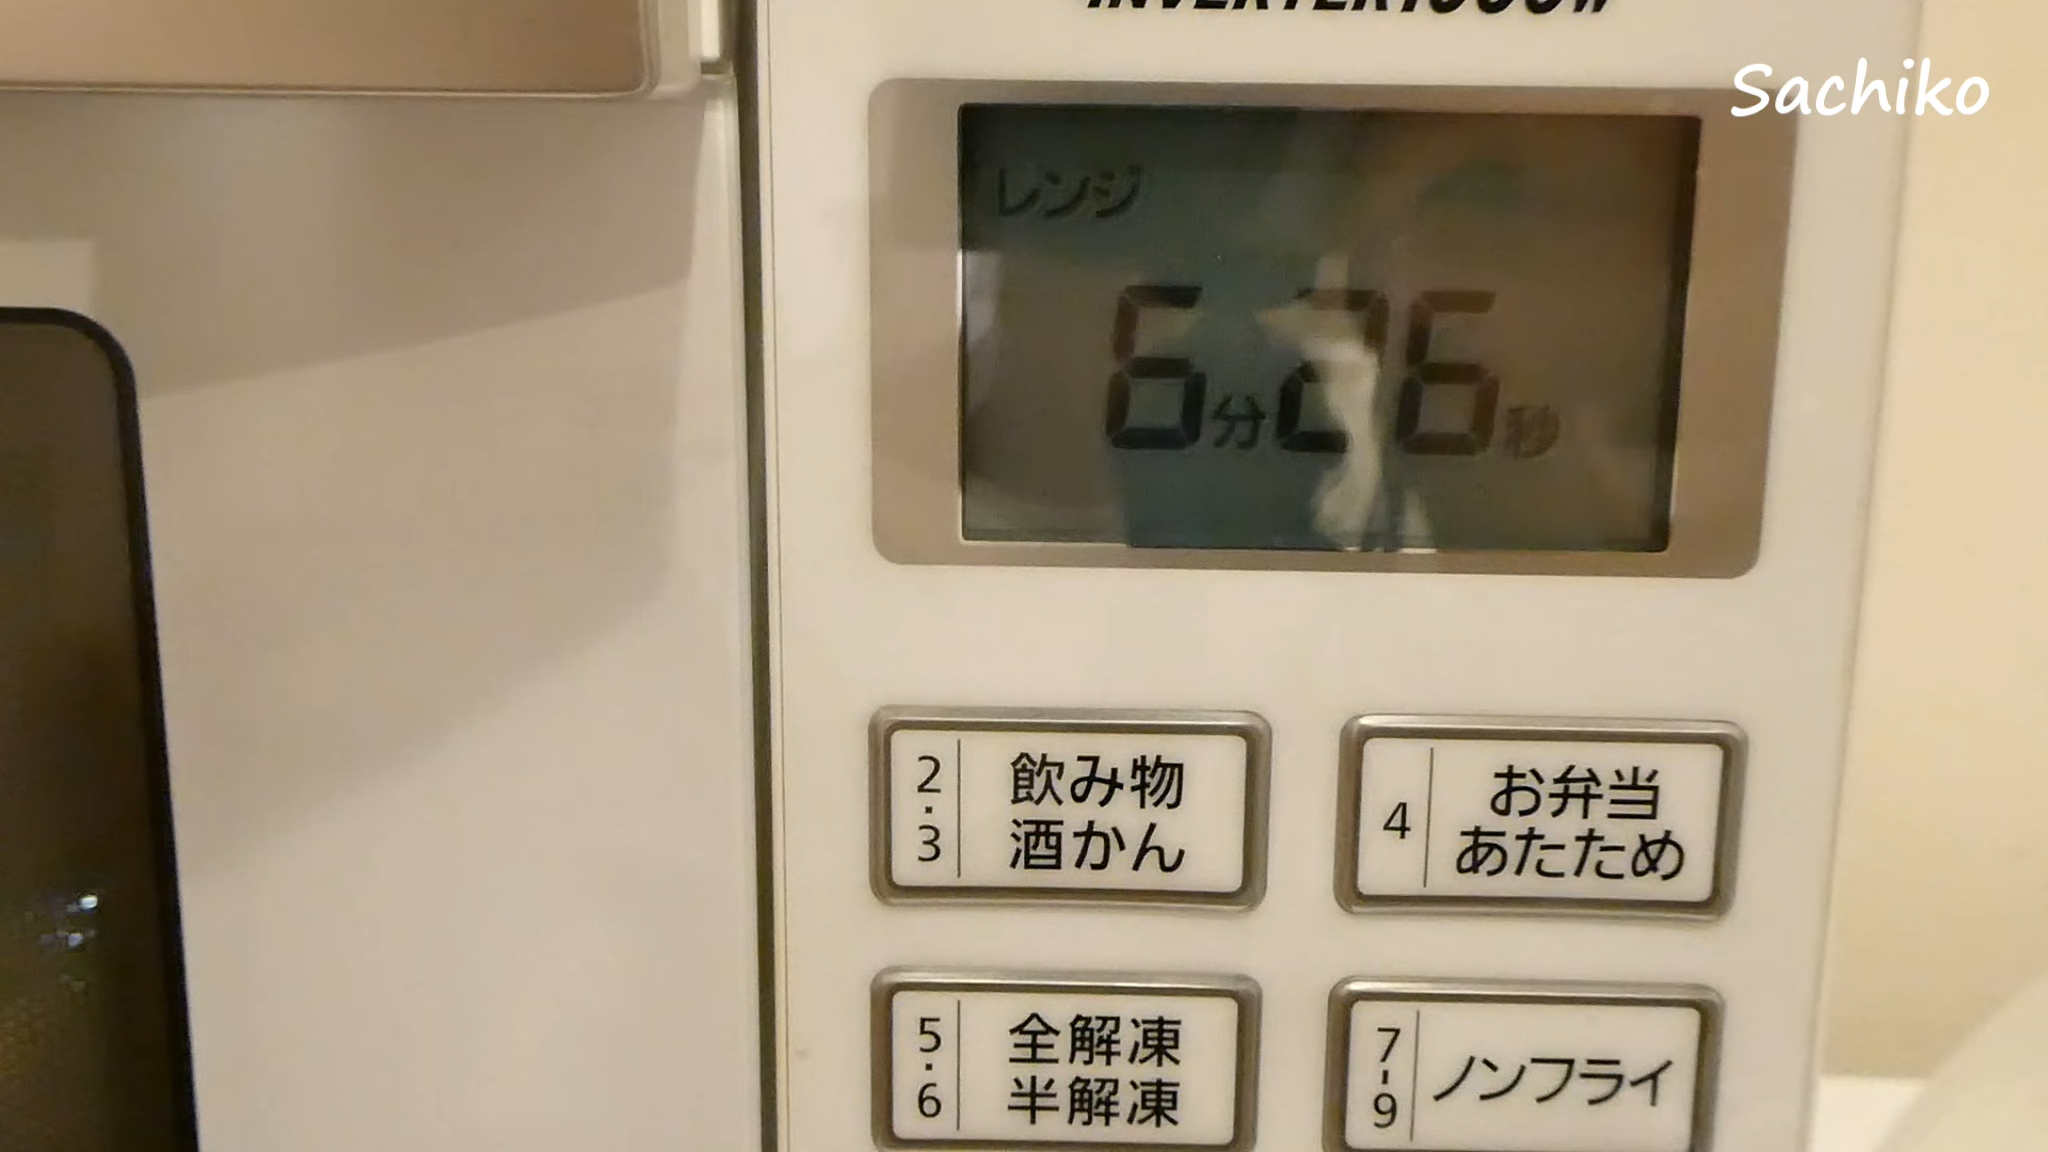 INVERTER1000W
Sachiko
レンジ
6分26秒
2・3
飲み物
酒かん
4
お弁当
あたため
5・6
全解凍
半解凍
7-9
ノンフライ